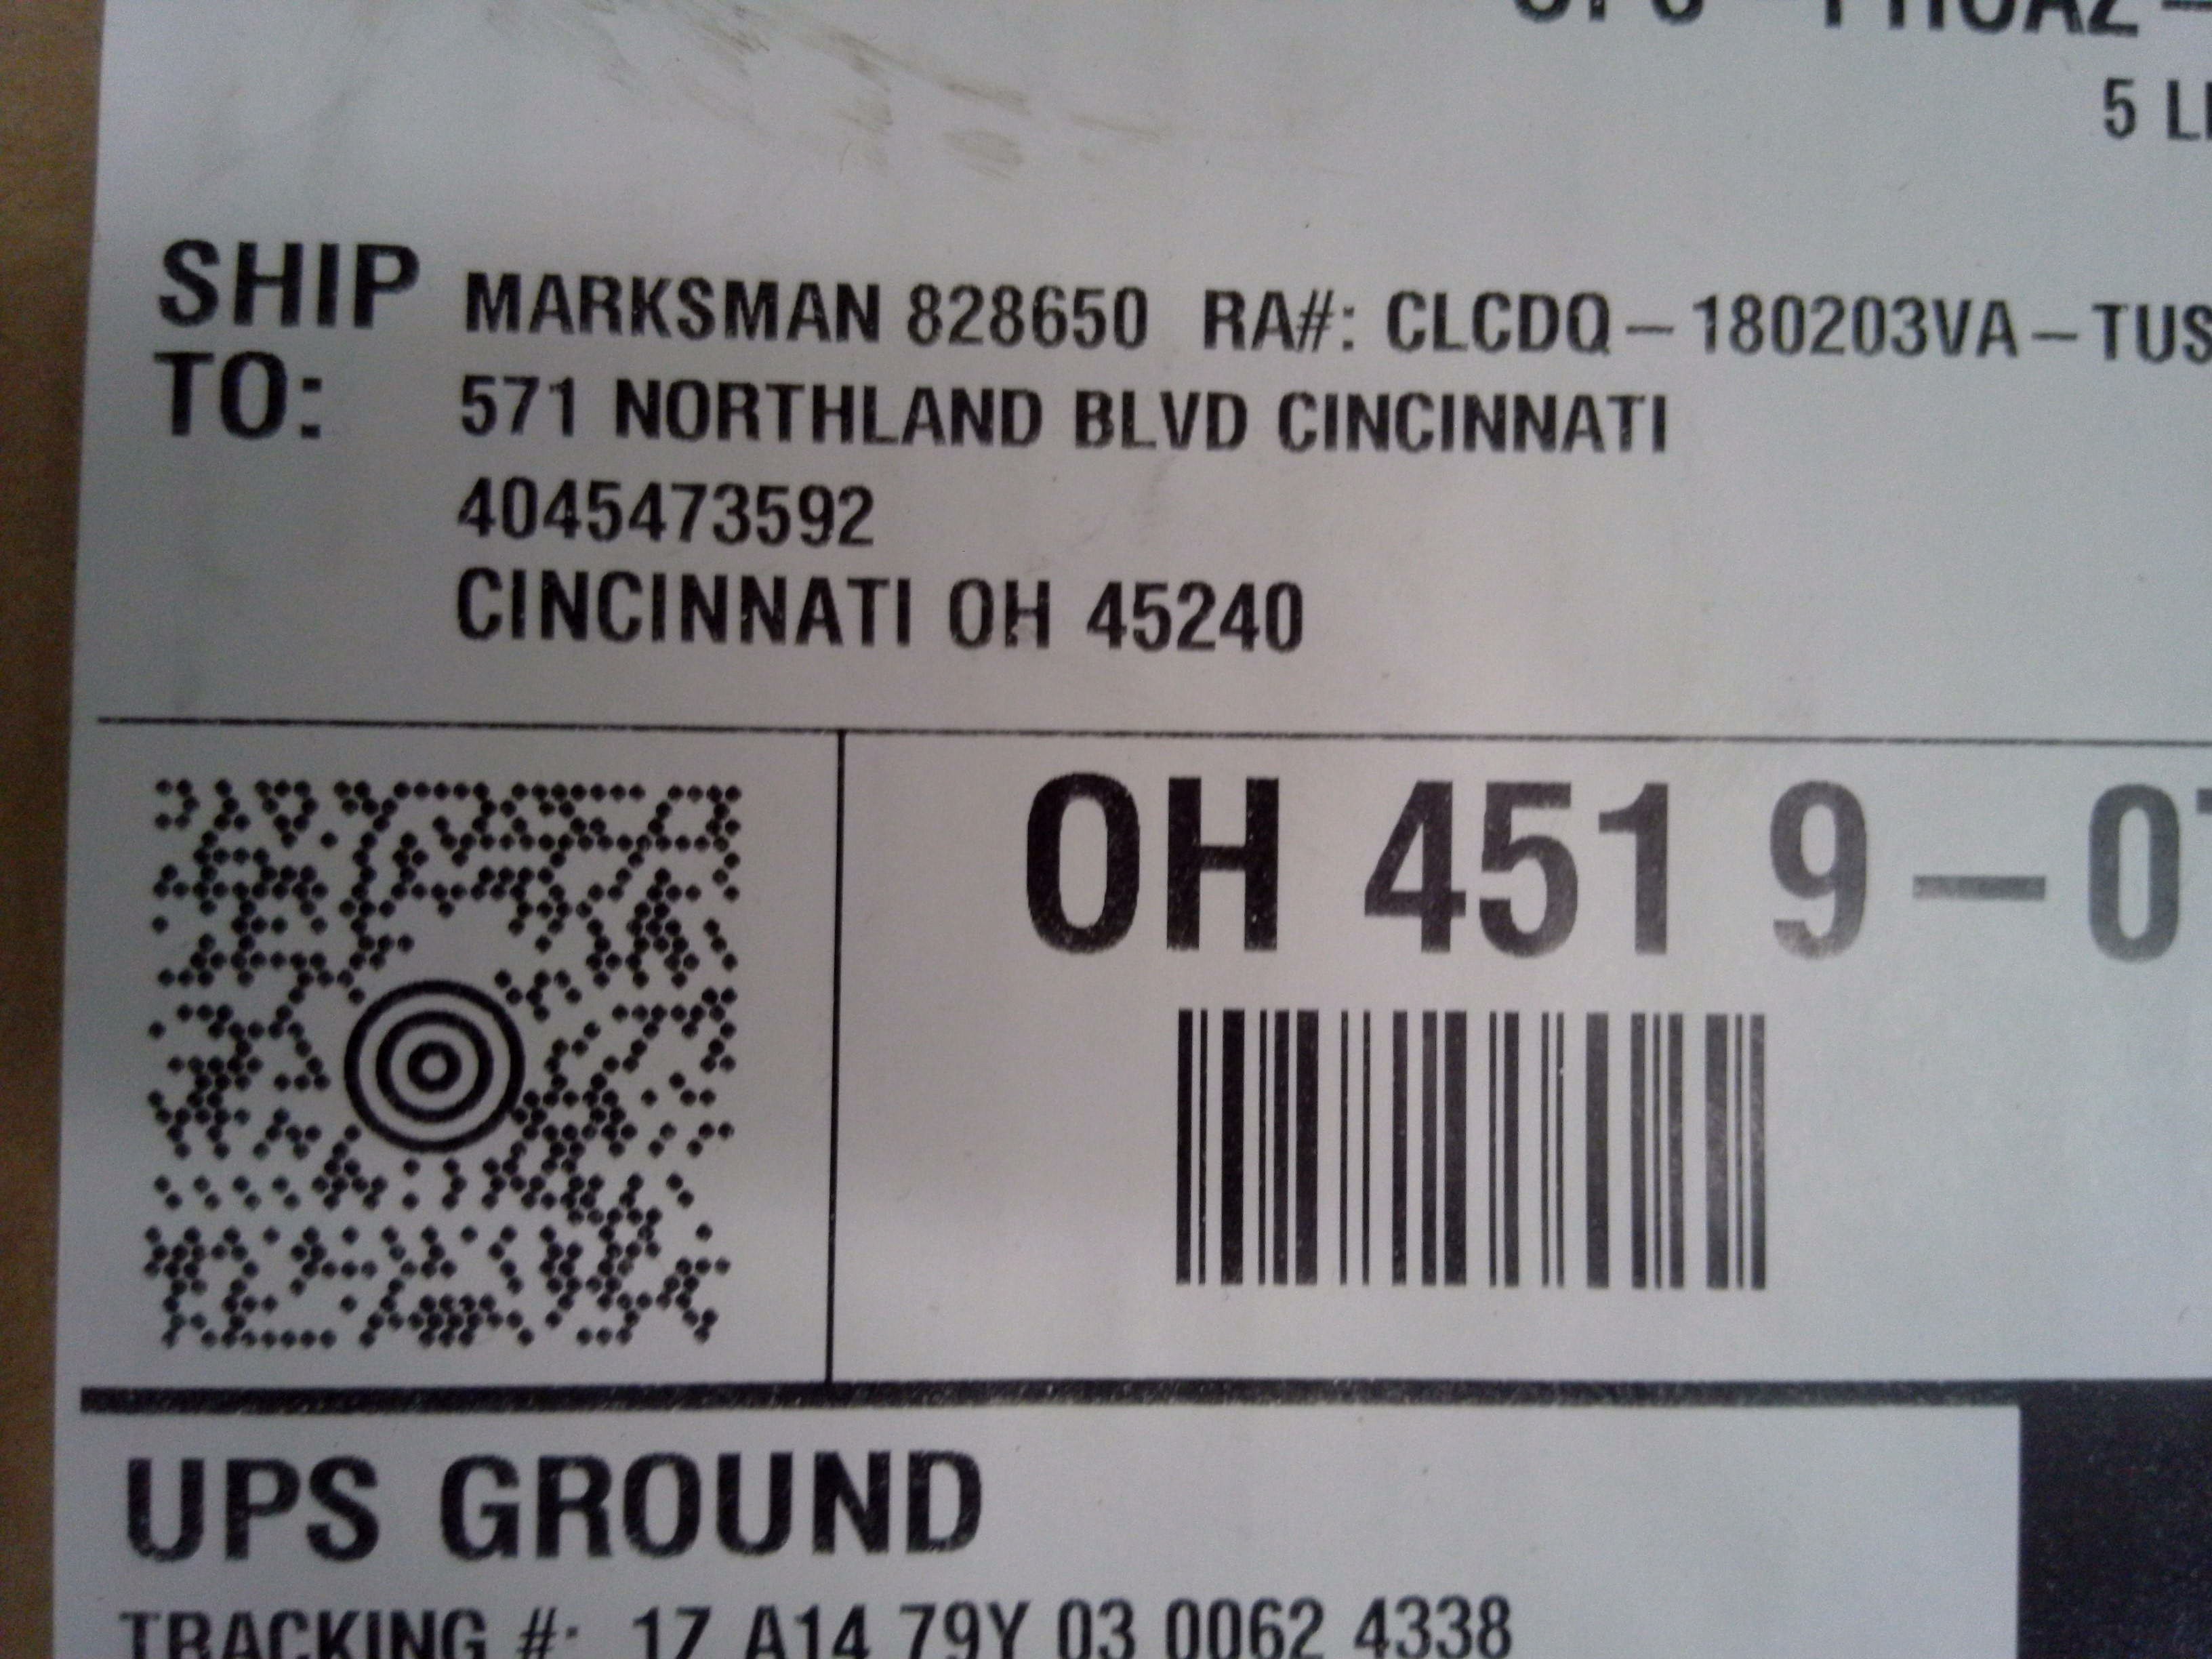 5
SHIP TO:
MARKSMAN 828650 RA#: CLCDQ-180203VA-TUS
571 NORTHLAND BLVD CINCINNATI
4045473592
CINCINNATI OH 45240
OH 451 9-0
UPS GROUND
TRACKING #: 1Z A14 79Y 03 0062 4338